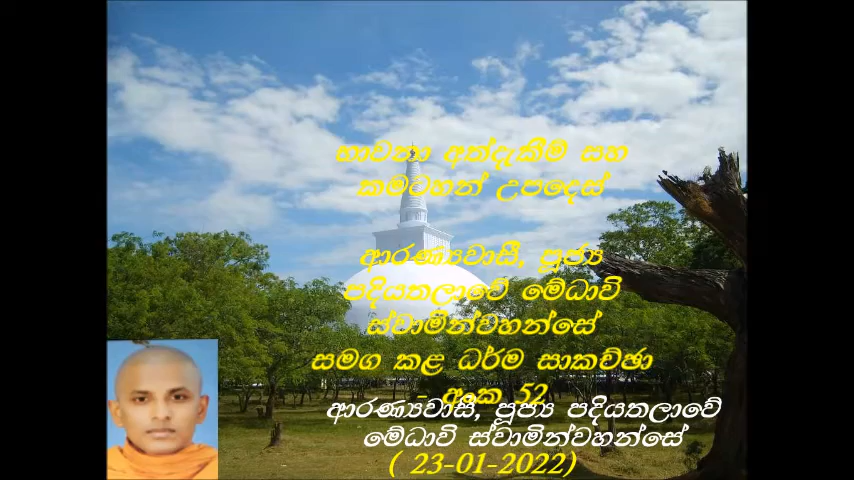 භාවනා අත්දැකීම් සහ
කමටහන් උපදෙස්
ආරණ්‍යවාසී, පූජ්‍ය
පදියතලාවේ මේධාවි
ස්වාමීන්වහන්සේ
සමග කළ ධර්ම සාකච්ඡා
- අංක 52
ආරණ්‍යවාසී, පූජ්‍ය පදියතලාවේ
මේධාවි ස්වාමින්වහන්සේ
( 23-01-2022)